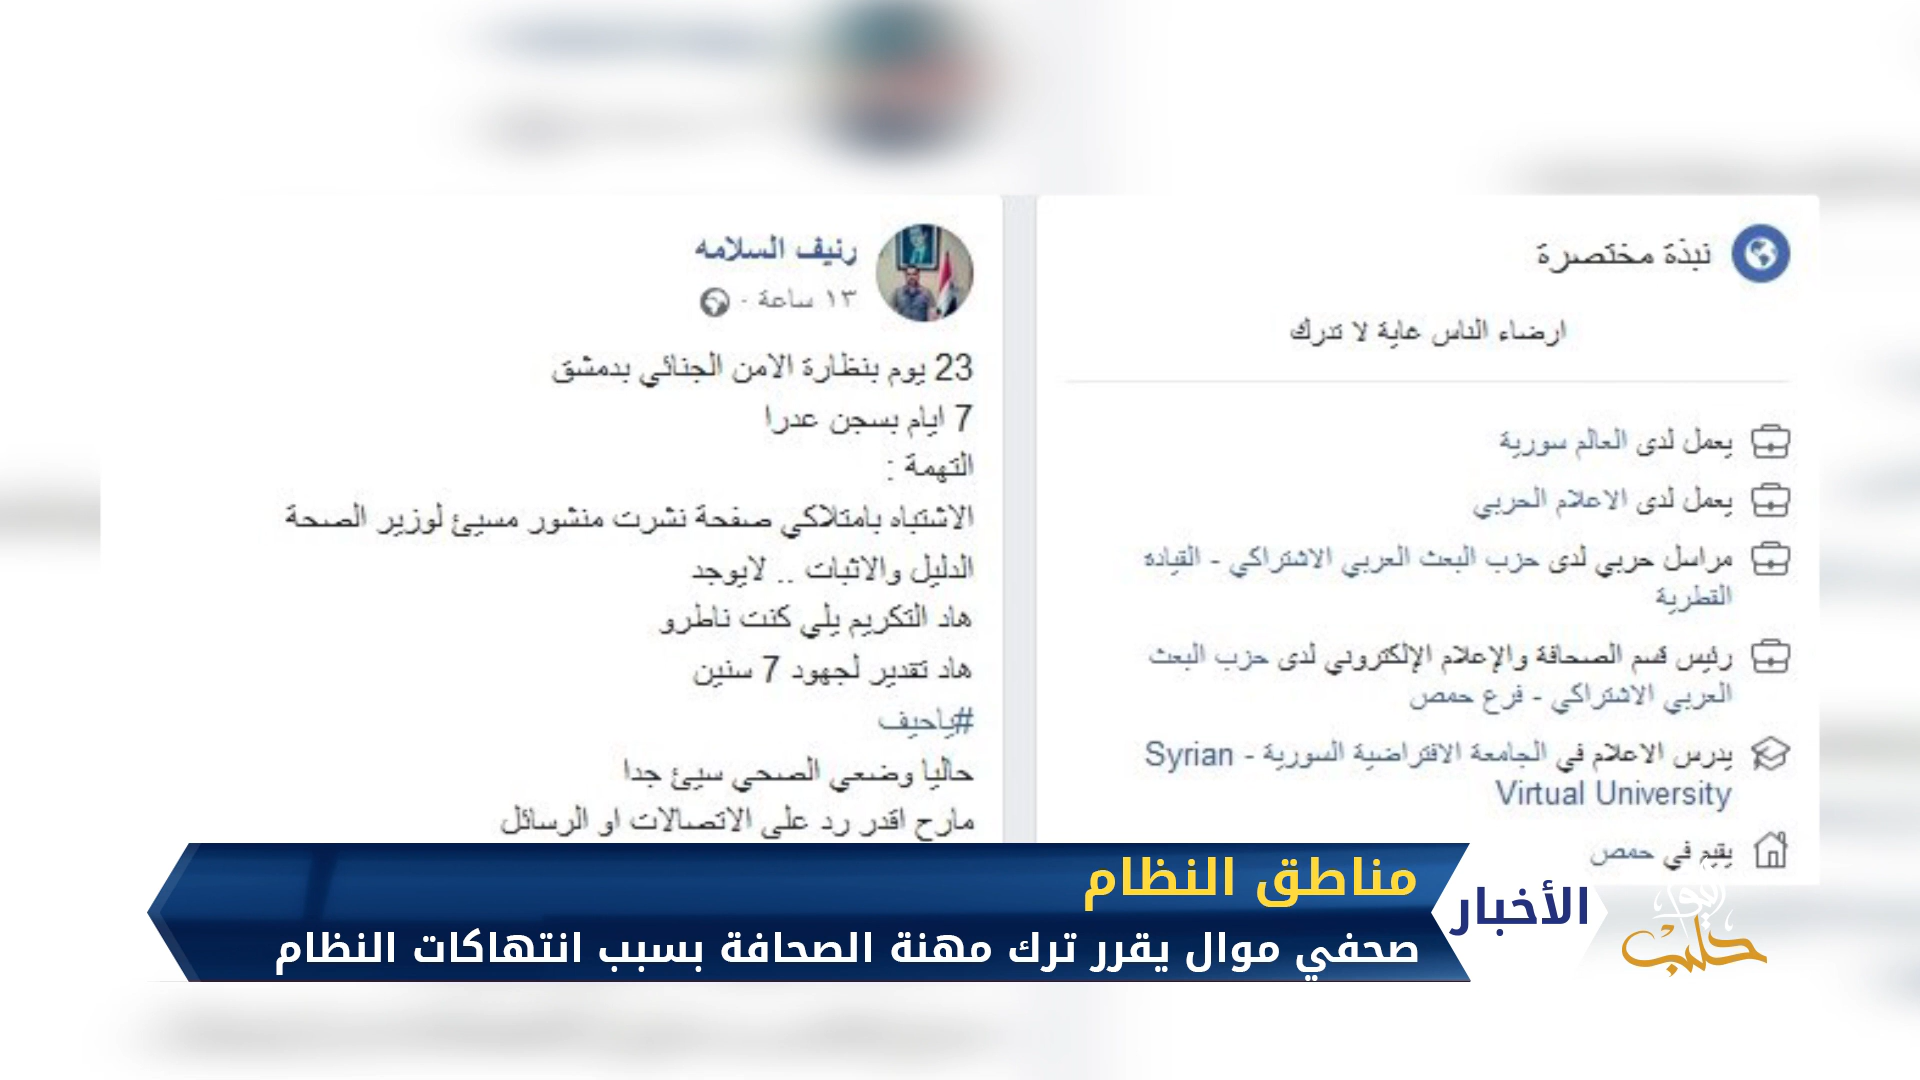 نبذة مختصرة
ارضاء الناس غاية لا تدرك
يعمل لدى العالم سورية
يعمل لدى الاعلام الحربي
مراسل حربي لدى حزب البعث العربي الاشتراكي - القياده
القطرية
رئيس قسم الصحافة والإعلام الإلكتروني لدى حزب البعث
العربي الاشتراكي - فرع حمص
يدرس الاعلام في الجامعة الافتراضية السورية - Syrian
Virtual University
يقيم في حمص
رئيف السلامه
١٣ ساعة ·
23 يوم بنظارة الامن الجنائي بدمشق
7 ايام بسجن عدرا
التهمة :
الاشتباه بامتلاكي صفحة نشرت منشور مسيئ لوزير الصحة
الدليل والاثبات .. لايوجد
هاد التكريم يلي كنت ناطرو
هاد تقدير لجهود 7 سنين
#ياحيف
حاليا وضعي الصحي سيئ جدا
مارح اقدر رد على الاتصالات او الرسائل
مناطق النظام
صحفي موال يقرر ترك مهنة الصحافة بسبب انتهاكات النظام
الأخبار
حلب